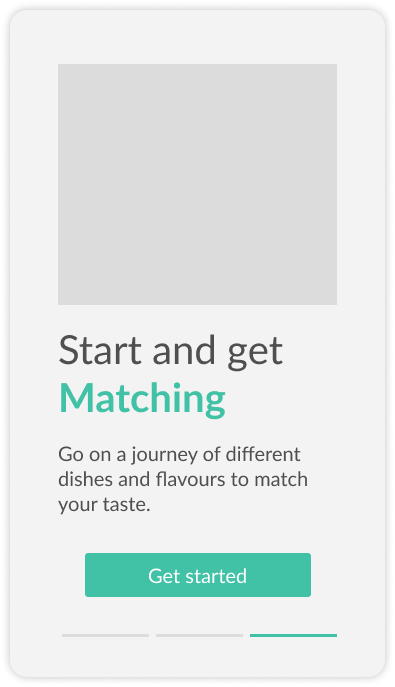 Start and get
Matching
Go on a journey of different
dishes and flavours to match
your taste.
Get started